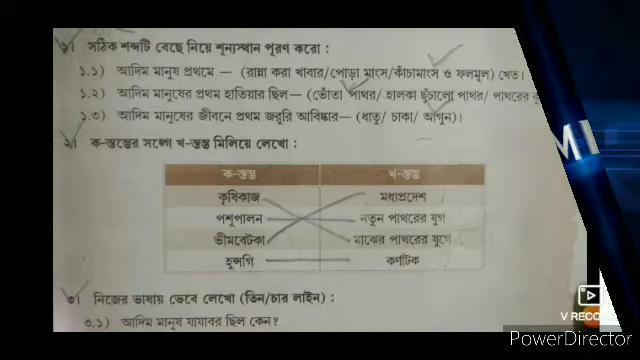 ১। সঠিক শব্দটি বেছে নিয়ে শূন্যস্থান পূরণ করো :
১.১) আদিম মানুষ প্রথমে — (রান্না করা খাবার/পোড়া মাংস/কাঁচামাংস ও ফলমূল) খেত।
১.২) আদিম মানুষের প্রথম হাতিয়ার ছিল— (ভোঁতা পাথর/ হালকা ছুঁচালো পাথর/ পাথরের
১.৩) আদিম মানুষের জীবনে প্রথম জরুরি আবিষ্কার— (ধাতু/ চাকা/ আগুন)।
২। ক-স্তম্ভের সঙ্গে খ-স্তম্ভ মিলিয়ে লেখো :
ক-স্তম্ভ খ-স্তম্ভ
কৃষিকাজ মধ্যপ্রদেশ
পশুপালন নতুন পাথরের যুগ
ভীমবেটকা মাঝের পাথরের যুগে
হুন্সগি কর্ণাটক
৩। নিজের ভাষায় ভেবে লেখো (তিন/চার লাইন) :
৩.১) আদিম মানুষ যাযাবর ছিল কেন?
V RECO
PowerDirector